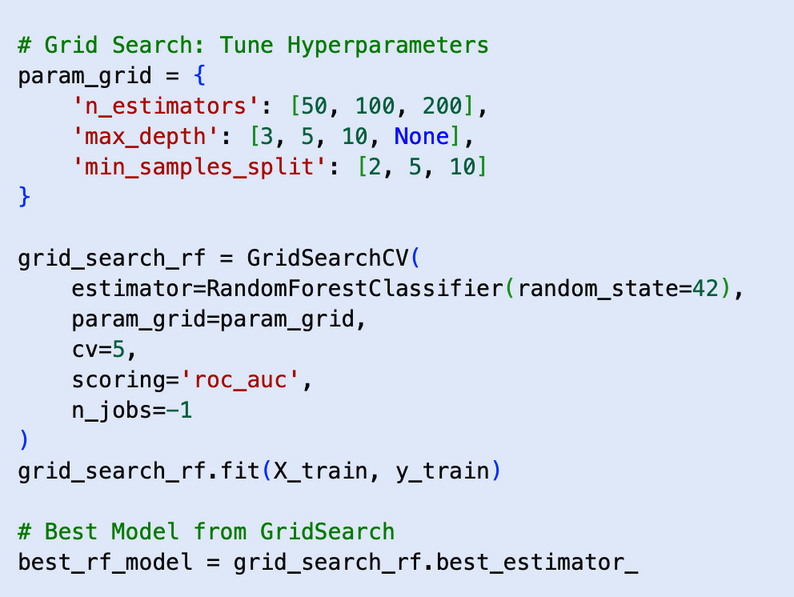 # Grid Search: Tune Hyperparameters
param_grid = {
    'n_estimators': [50, 100, 200],
    'max_depth': [3, 5, 10, None],
    'min_samples_split': [2, 5, 10]
}

grid_search_rf = GridSearchCV(
    estimator=RandomForestClassifier(random_state=42),
    param_grid=param_grid,
    cv=5,
    scoring='roc_auc',
    n_jobs=-1
)
grid_search_rf.fit(X_train, y_train)

# Best Model from GridSearch
best_rf_model = grid_search_rf.best_estimator_